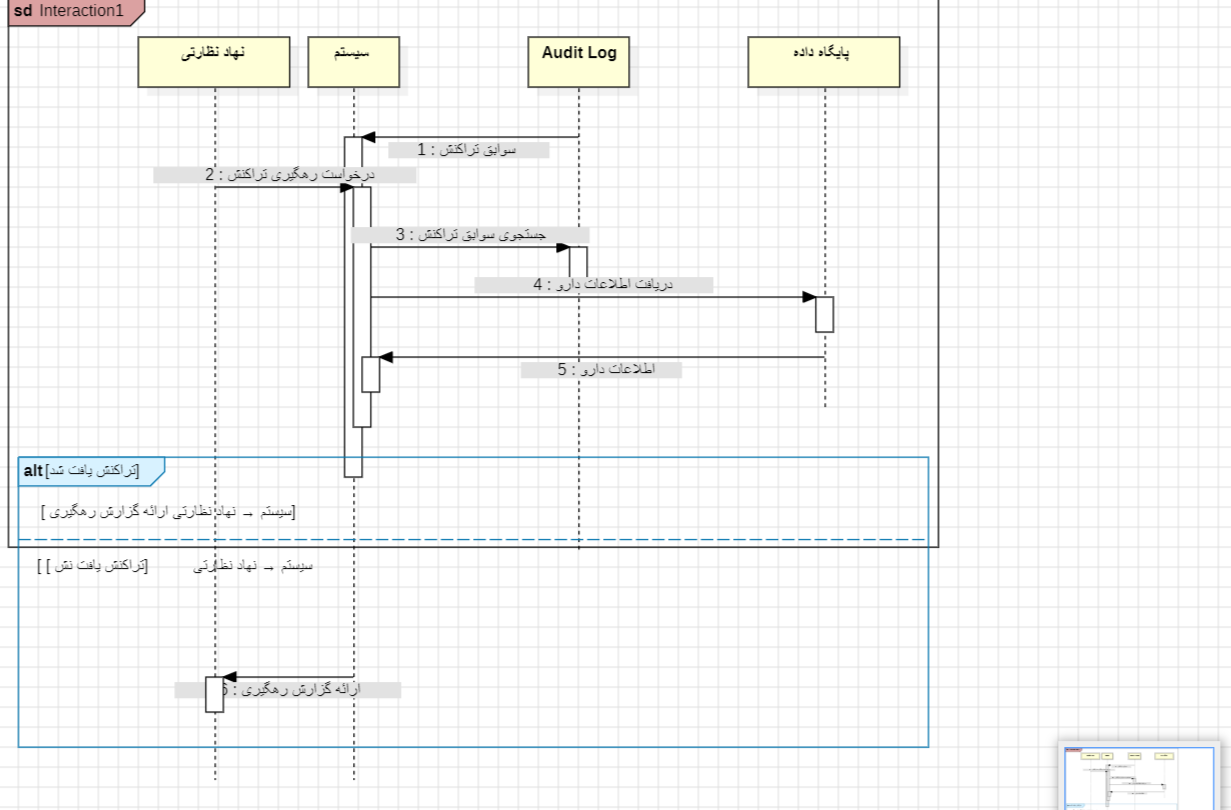 sd Interaction1
نهاد نظارتی
سیستم
Audit Log
پایگاه داده
1 : سوابق تراکنش
2 : درخواست رهگیری تراکنش
3 : جستجوی سوابق تراکنش
4 : دریافت اطلاعات دارو
5 : اطلاعات دارو
alt [تراکنش یافت شد]
[سیستم → نهاد نظارتی ارائه گزارش رهگیری ]
[ [ تراکنش یافت نش] سیستم → نهاد نظارتی
6 : ارائه گزارش رهگیری